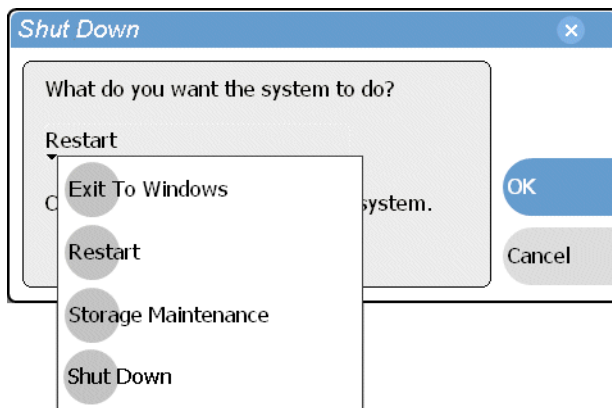 Shut Down
What do you want the system to do?
Restart
system.
Exit To Windows
Restart
Storage Maintenance
Shut Down
OK
Cancel